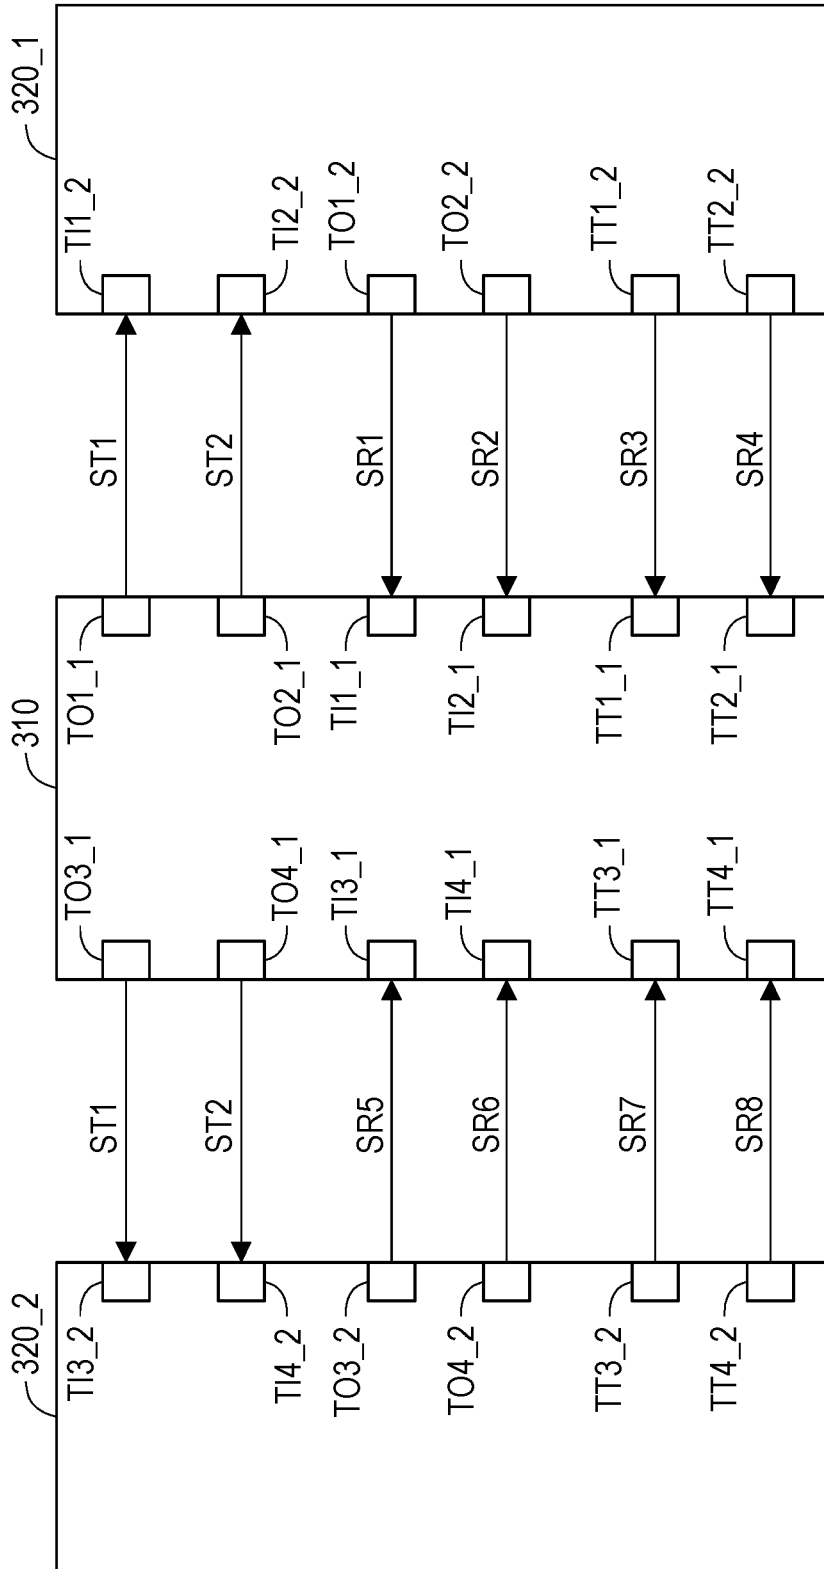 320_2
310
320_1
TI3_2
ST1
TO3_1
TO1_1
ST1
TI1_2
TI4_2
ST2
TO4_1
TO2_1
ST2
TI2_2
TO3_2
SR5
TI3_1
TI1_1
SR1
TO1_2
TO4_2
SR6
TI4_1
TI2_1
SR2
TO2_2
TT3_2
SR7
TT3_1
TT1_1
SR3
TT1_2
TT4_2
SR8
TT4_1
TT2_1
SR4
TT2_2